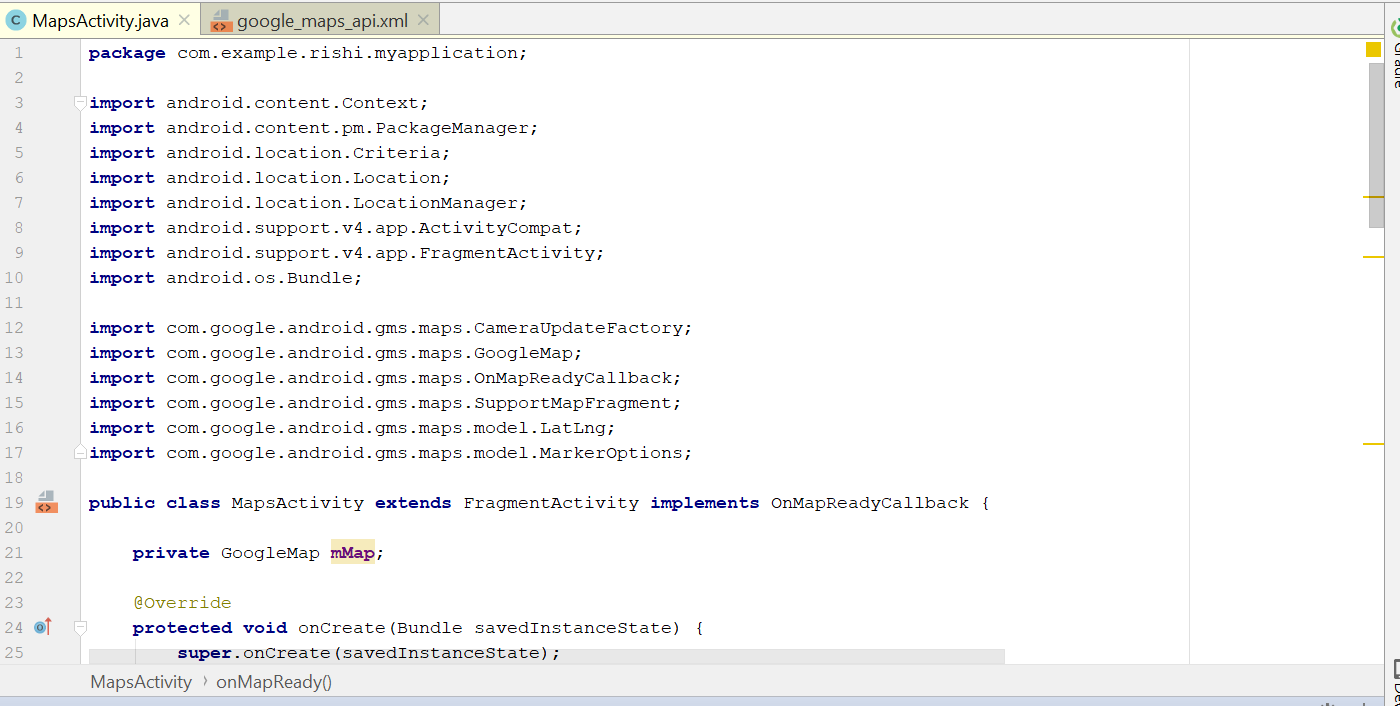 MapsActivity.java google_maps_api.xml
1 package com.example.rishi.myapplication;
2
3 import android.content.Context;
4 import android.content.pm.PackageManager;
5 import android.location.Criteria;
6 import android.location.Location;
7 import android.location.LocationManager;
8 import android.support.v4.app.ActivityCompat;
9 import android.support.v4.app.FragmentActivity;
10 import android.os.Bundle;
11
12 import com.google.android.gms.maps.CameraUpdateFactory;
13 import com.google.android.gms.maps.GoogleMap;
14 import com.google.android.gms.maps.OnMapReadyCallback;
15 import com.google.android.gms.maps.SupportMapFragment;
16 import com.google.android.gms.maps.model.LatLng;
17 import com.google.android.gms.maps.model.MarkerOptions;
18
19 public class MapsActivity extends FragmentActivity implements OnMapReadyCallback {
20
21 private GoogleMap mMap;
22
23 @Override
24 protected void onCreate(Bundle savedInstanceState) {
25 super.onCreate(savedInstanceState);
MapsActivity › onMapReady()